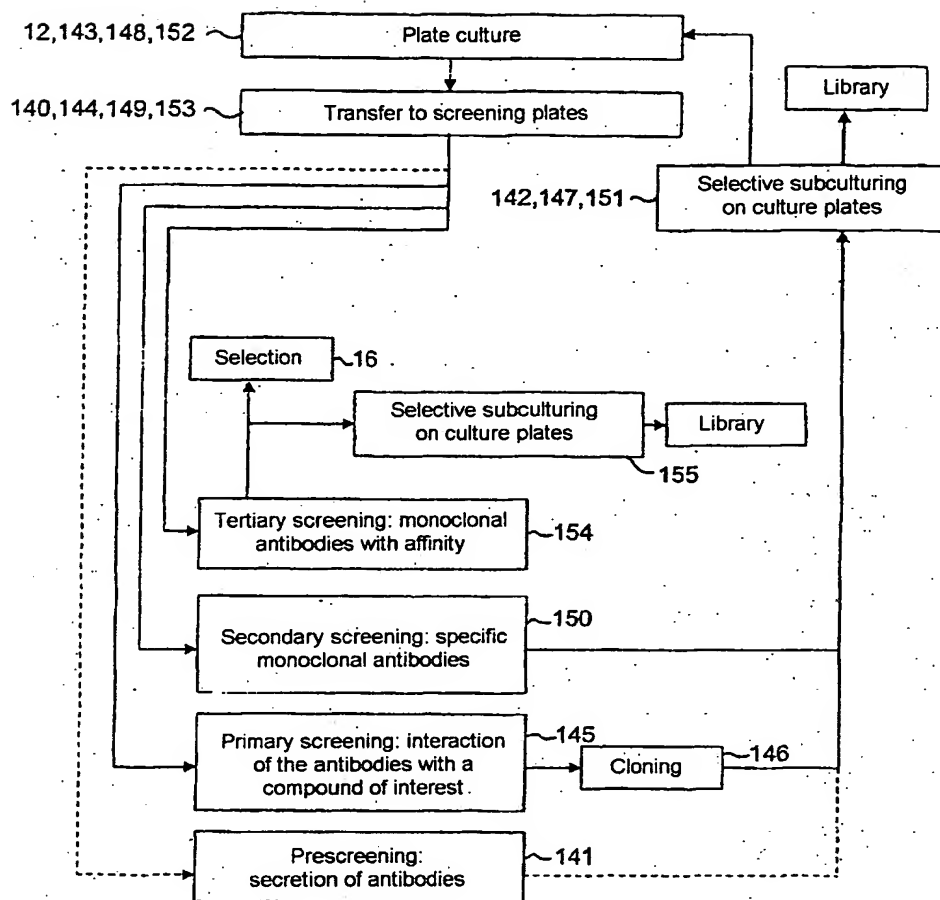 12,143,148,152
Plate culture
Library
140,144,149,153
Transfer to screening plates
142,147,151
Selective subculturing
on culture plates
Selection
16
Selective subculturing
on culture plates
Library
155
Tertiary screening: monoclonal
antibodies with affinity
154
Secondary screening: specific
monoclonal antibodies
150
Primary screening: interaction
of the antibodies with a
compound of interest.
145
Cloning
146
Prescreening:
secretion of antibodies
141